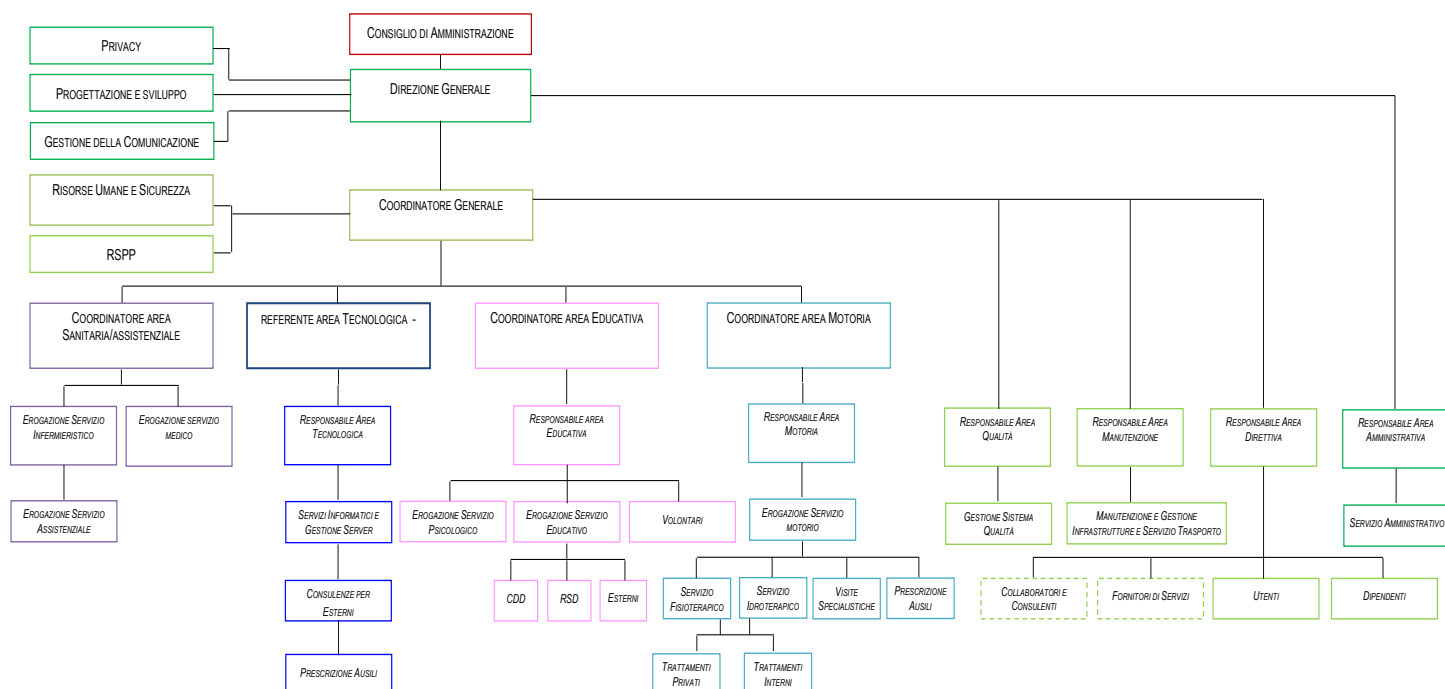 CONSIGLIO DI AMMINISTRAZIONE
PRIVACY
DIREZIONE GENERALE
PROGETTAZIONE E SVILUPPO
GESTIONE DELLA COMUNICAZIONE
RISORSE UMANE E SICUREZZA
COORDINATORE GENERALE
RSPP
COORDINATORE AREA
SANITARIA/ASSISTENZIALE
REFERENTE AREA TECNOLOGICA -
COORDINATORE AREA EDUCATIVA
COORDINATORE AREA MOTORIA
EROGAZIONE SERVIZIO
INFERMIERISTICO
EROGAZIONE SERVIZIO
MEDICO
RESPONSABILE AREA
TECNOLOGICA
RESPONSABILE AREA
EDUCATIVA
RESPONSABILE AREA
MOTORIA
RESPONSABILE AREA
QUALITÀ
RESPONSABILE AREA
MANUTENZIONE
RESPONSABILE AREA
DIRETTIVA
RESPONSABILE AREA
AMMINISTRATIVA
EROGAZIONE SERVIZIO
ASSISTENZIALE
SERVIZI INFORMATICI E
GESTIONE SERVER
EROGAZIONE SERVIZIO
PSICOLOGICO
EROGAZIONE SERVIZIO
EDUCATIVO
VOLONTARI
EROGAZIONE SERVIZIO
MOTORIO
GESTIONE SISTEMA
QUALITÀ
MANUTENZIONE E GESTIONE
INFRASTRUTTURE E SERVIZIO TRASPORTO
SERVIZIO AMMINISTRATIVO
CONSULENZE PER
ESTERNI
CDD
RSD
ESTERNI
SERVIZIO
FISIOTERAPICO
SERVIZIO
IDROTERAPICO
VISITE
SPECIALISTICHE
PRESCRIZIONE
AUSILI
COLLABORATORI E
CONSULENTI
FORNITORI DI SERVIZI
UTENTI
DIPENDENTI
PRESCRIZIONE AUSILI
TRATTAMENTI
PRIVATI
TRATTAMENTI
INTERNI